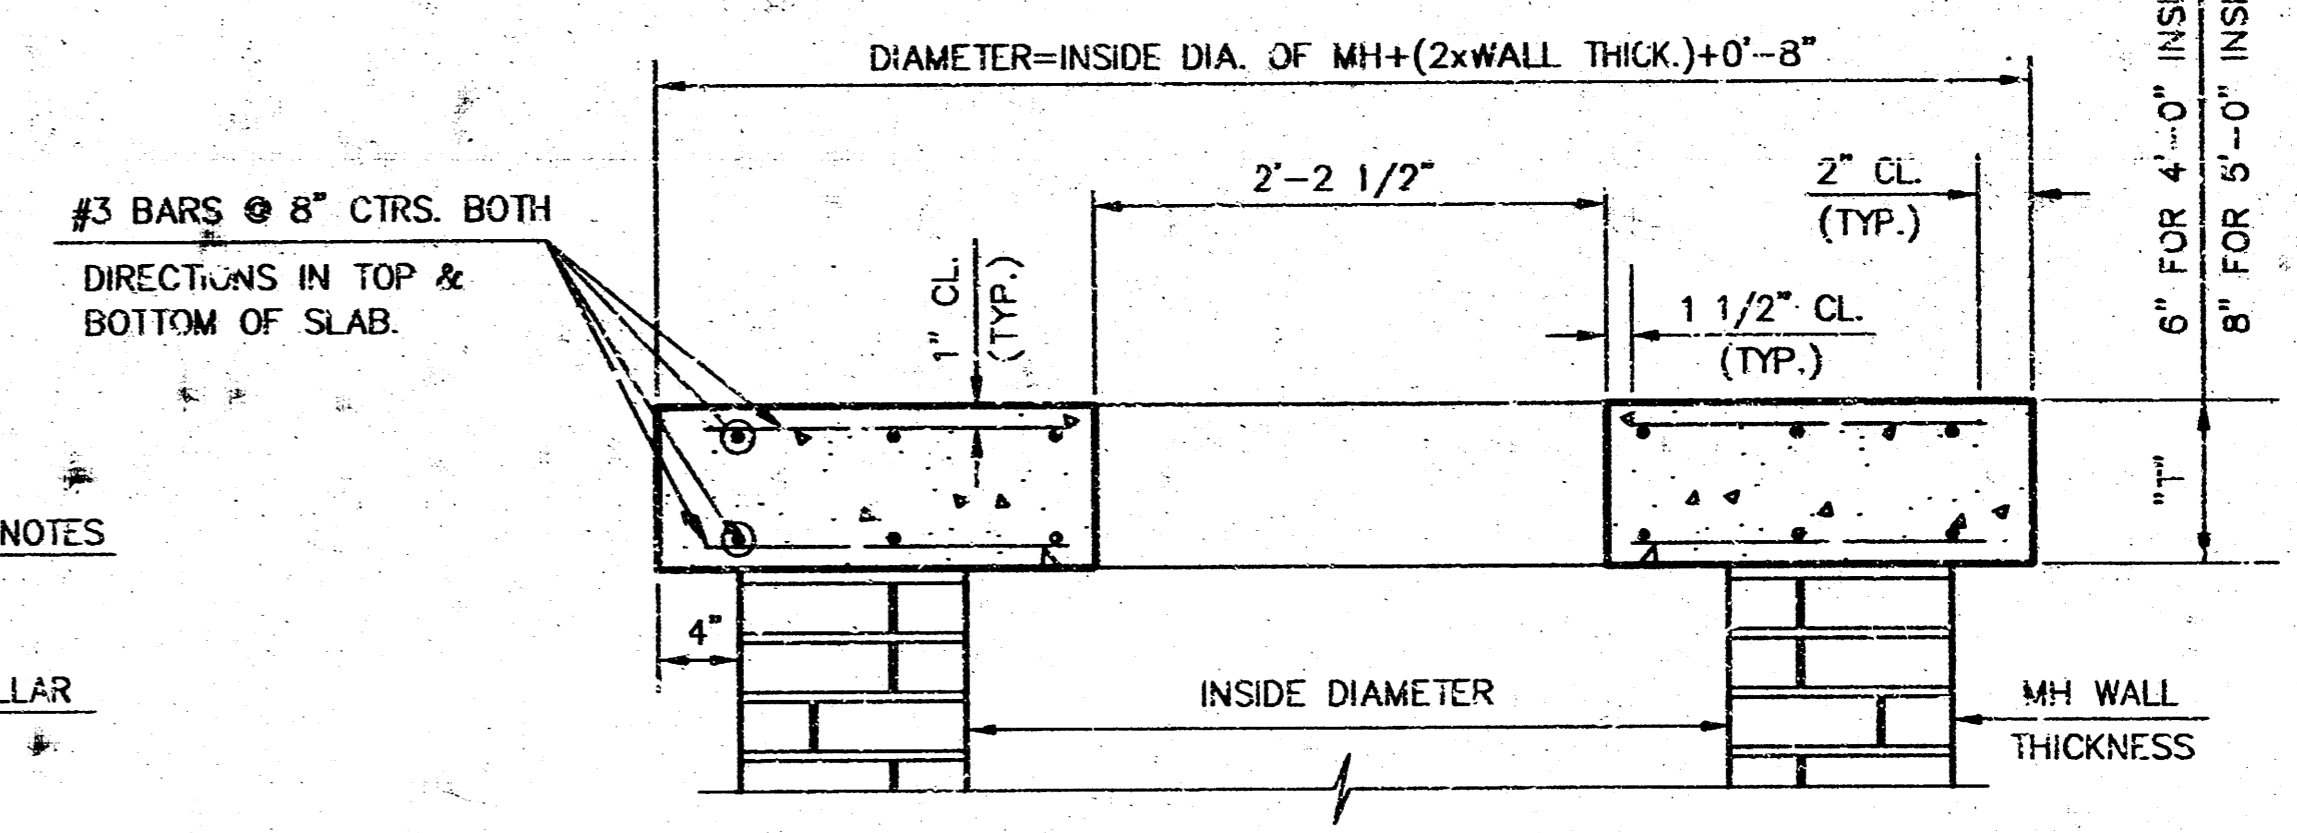 DIAMETER=INSIDE DIA. OF MH+(2xWALL THICK.)+0'-8"
6" FOR 4'-0" INSI
8" FOR 5'-0" INSI
2'-2 1/2"
2" CL.
(TYP.)
#3 BARS @ 8" CTRS. BOTH
DIRECTIONS IN TOP &
BOTTOM OF SLAB.
1" CL.
(TYP.)
1 1/2" CL.
(TYP.)
"T"
NOTES
4"
LLAR
INSIDE DIAMETER
MH WALL
THICKNESS